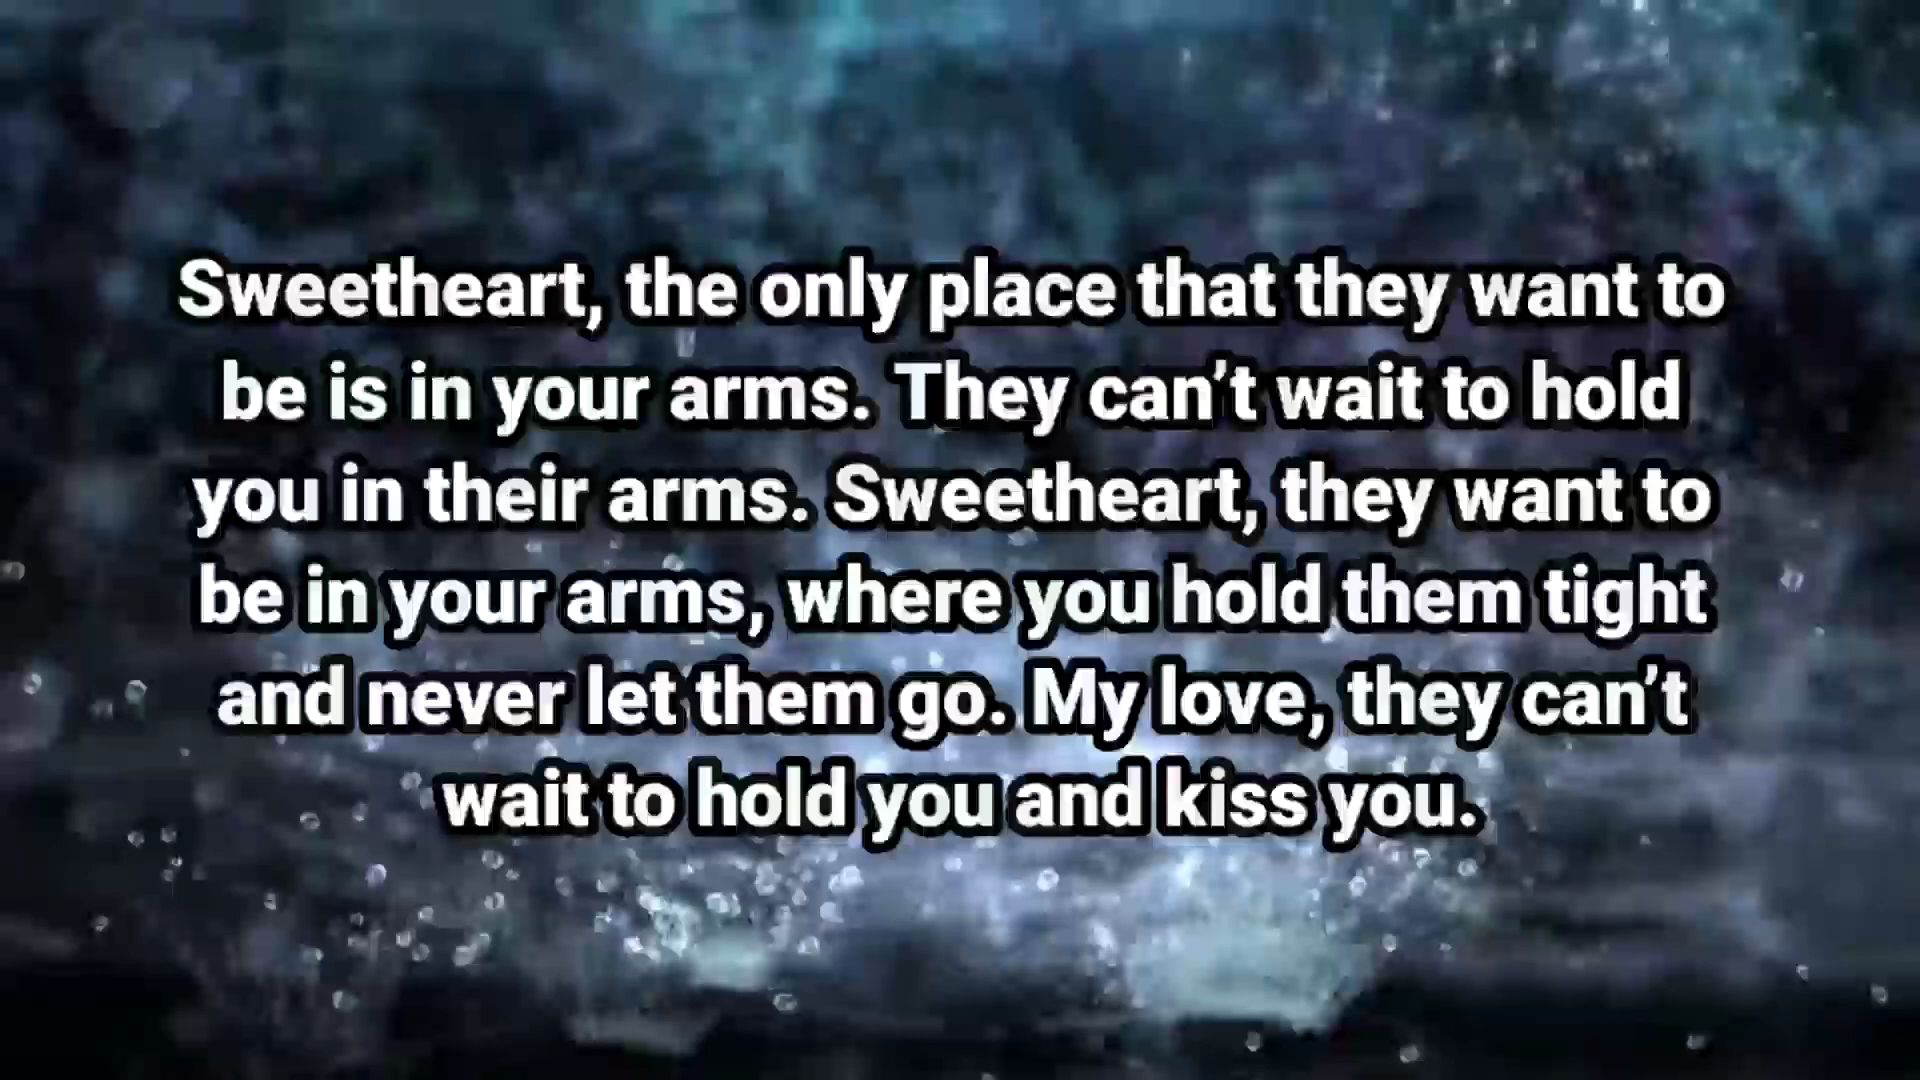 Sweetheart, the only place that they want to
be is in your arms. They can’t wait to hold
you in their arms. Sweetheart, they want to
be in your arms, where you hold them tight
and never let them go. My love, they can’t
wait to hold you and kiss you.